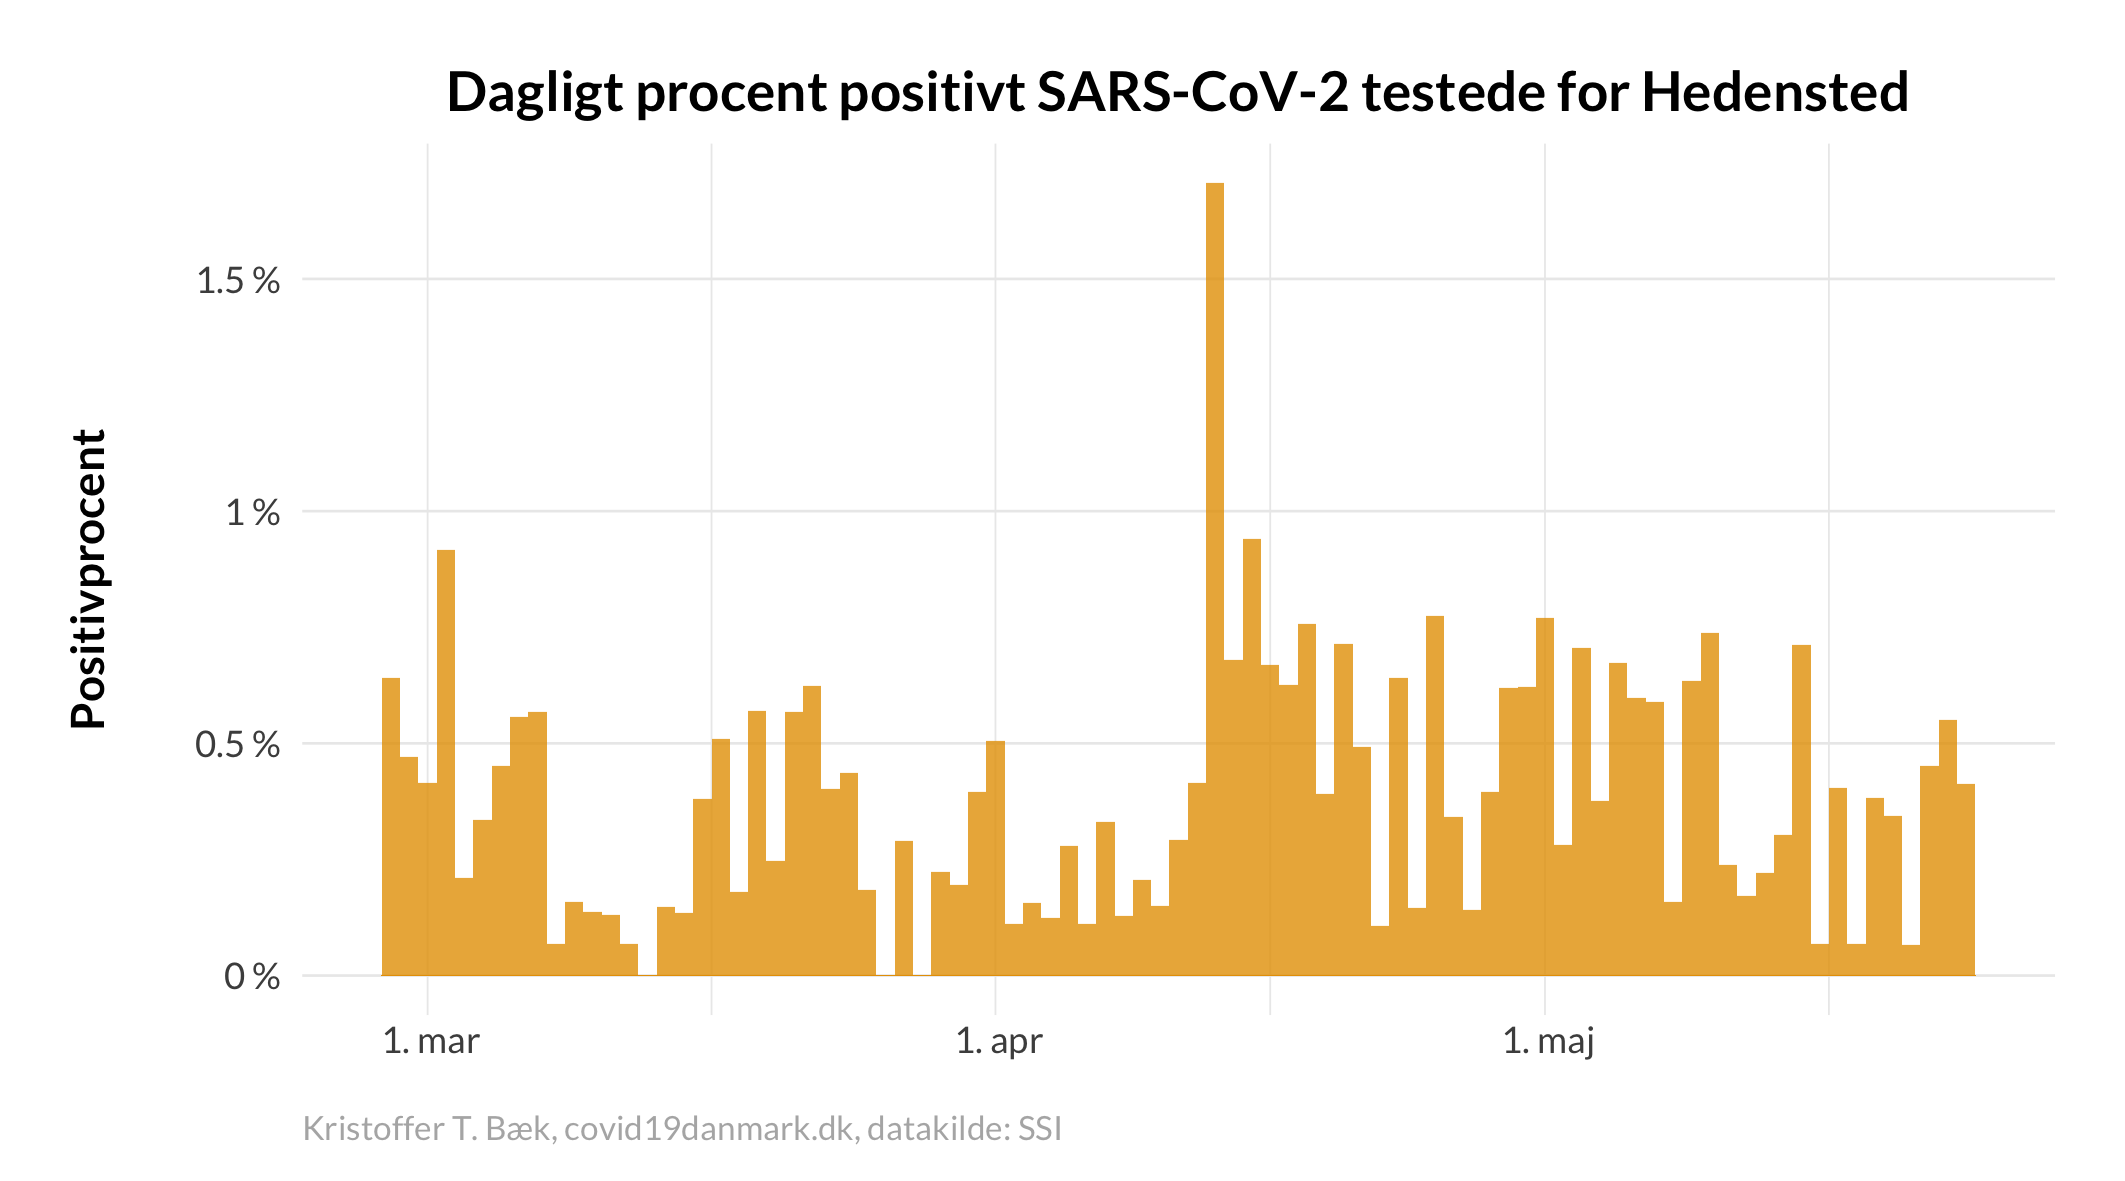 Dagligt procent positivt SARS-CoV-2 testede for Hedensted
Positivprocent
1.5 %
1 %
0.5 %
0 %
1. mar
1. apr
1. maj
Kristoffer T. Bæk, covid19danmark.dk, datakilde: SSI